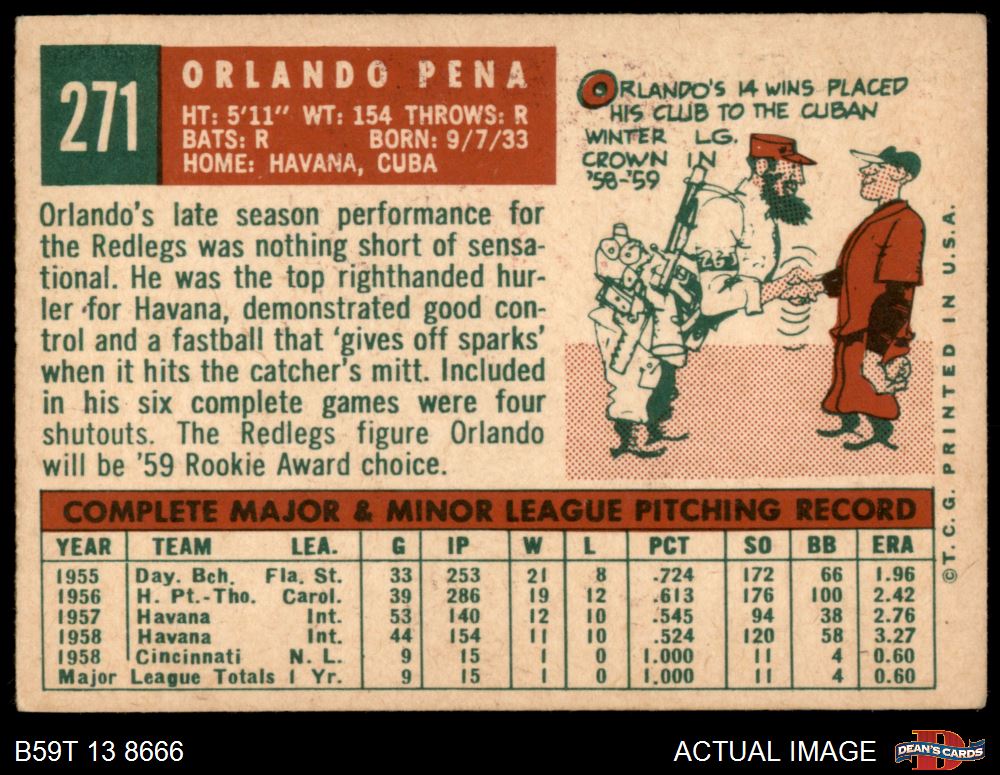 271
ORLANDO PENA
HT: 5'11" WT: 154 THROWS: R
BATS: R BORN: 9/7/33
HOME: HAVANA, CUBA
ORLANDO'S 14 WINS PLACED
HIS CLUB TO THE CUBAN
WINTER LG.
CROWN IN
'58-'59
Orlando's late season performance for
the Redlegs was nothing short of sensa-
tional. He was the top righthanded hur-
ler for Havana, demonstrated good con-
trol and a fastball that 'gives off sparks'
when it hits the catcher's mitt. Included
in his six complete games were four
shutouts. The Redlegs figure Orlando
will be '59 Rookie Award choice.
COMPLETE MAJOR & MINOR LEAGUE PITCHING RECORD
YEAR TEAM LEA. G IP W L PCT SO BB ERA
1955 Day. Bch. Fla. St. 33 253 21 8 .724 172 66 1.96
1956 H. Pt.-Tho. Carol. 39 286 19 12 .613 176 100 2.42
1957 Havana Int. 53 140 12 10 .545 94 38 2.76
1958 Havana Int. 44 154 11 10 .524 120 58 3.27
1958 Cincinnati N. L. 9 15 1 0 1.000 11 4 0.60
Major League Totals 1 Yr. 9 15 1 0 1.000 11 4 0.60
©T. C. G. PRINTED IN U.S.A.
B59T 13 8666
ACTUAL IMAGE
D
DEAN'S CARDS